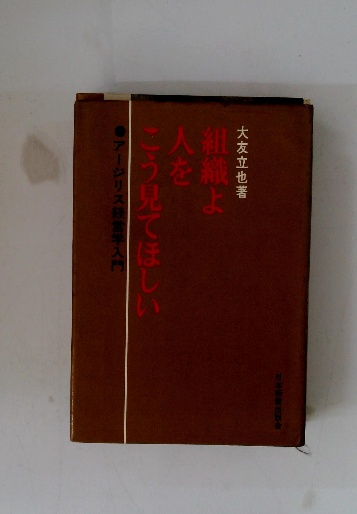 大友立也著
組織よ
人を
こう見てほしい
●アージリス経営学入門